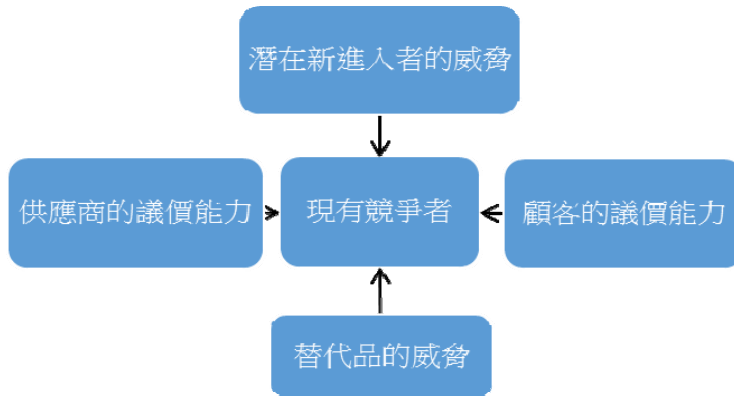 潛在新進入者的威脅
供應商的議價能力
現有競爭者
顧客的議價能力
替代品的威脅